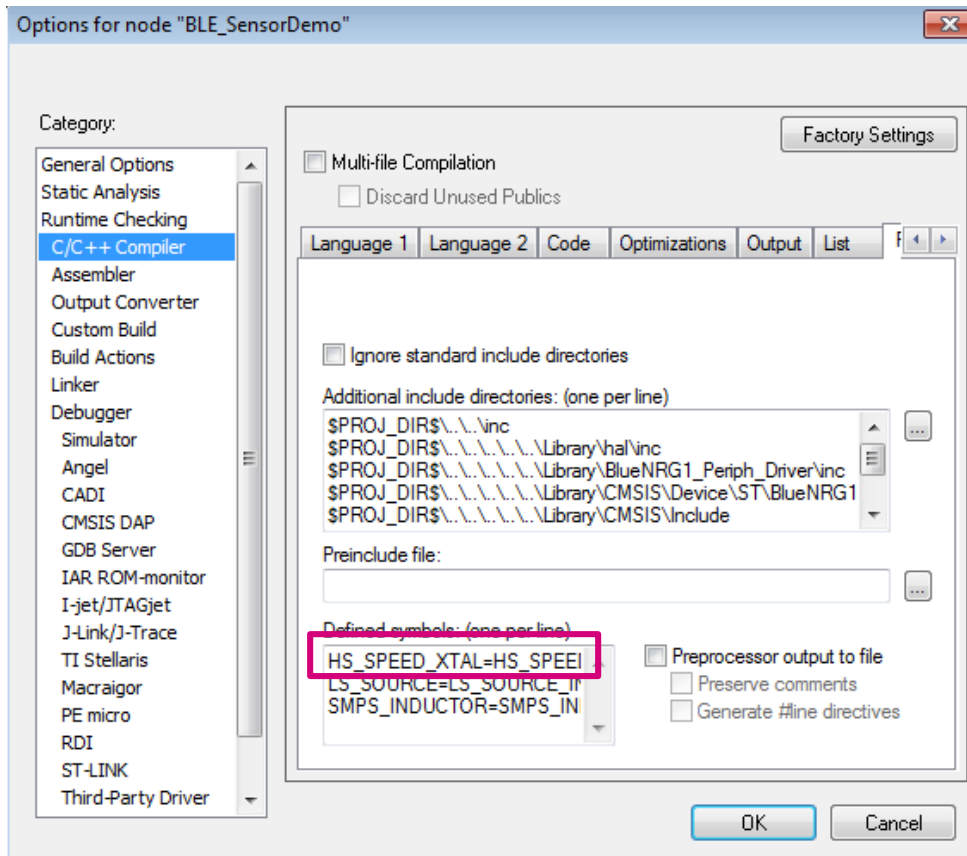 Options for node "BLE_SensorDemo"
Category:
Factory Settings
General Options
Static Analysis
Runtime Checking
C/C++ Compiler
Assembler
Output Converter
Custom Build
Build Actions
Linker
Debugger
Simulator
Angel
CADI
CMSIS DAP
GDB Server
IAR ROM-monitor
I-jet/JTAGjet
J-Link/J-Trace
TI Stellaris
Macraigor
PE micro
RDI
ST-LINK
Third-Party Driver
Multi-file Compilation
Discard Unused Publics
Language 1 Language 2 Code Optimizations Output List
Ignore standard include directories
Additional include directories: (one per line)
$PROJ_DIR$\..\..\inc
$PROJ_DIR$\..\..\..\..\..\Library\hal\inc
$PROJ_DIR$\..\..\..\..\..\Library\BlueNRG1_Periph_Driver\inc
$PROJ_DIR$\..\..\..\..\..\Library\CMSIS\Device\ST\BlueNRG1
$PROJ_DIR$\..\..\..\..\..\Library\CMSIS\Include
...
Preinclude file:
...
Defined symbols: (one per line)
HS_SPEED_XTAL=HS_SPEE
LS_SOURCE=LS_SOURCE_I
SMPS_INDUCTOR=SMPS_IN
Preprocessor output to file
Preserve comments
Generate #line directives
OK Cancel